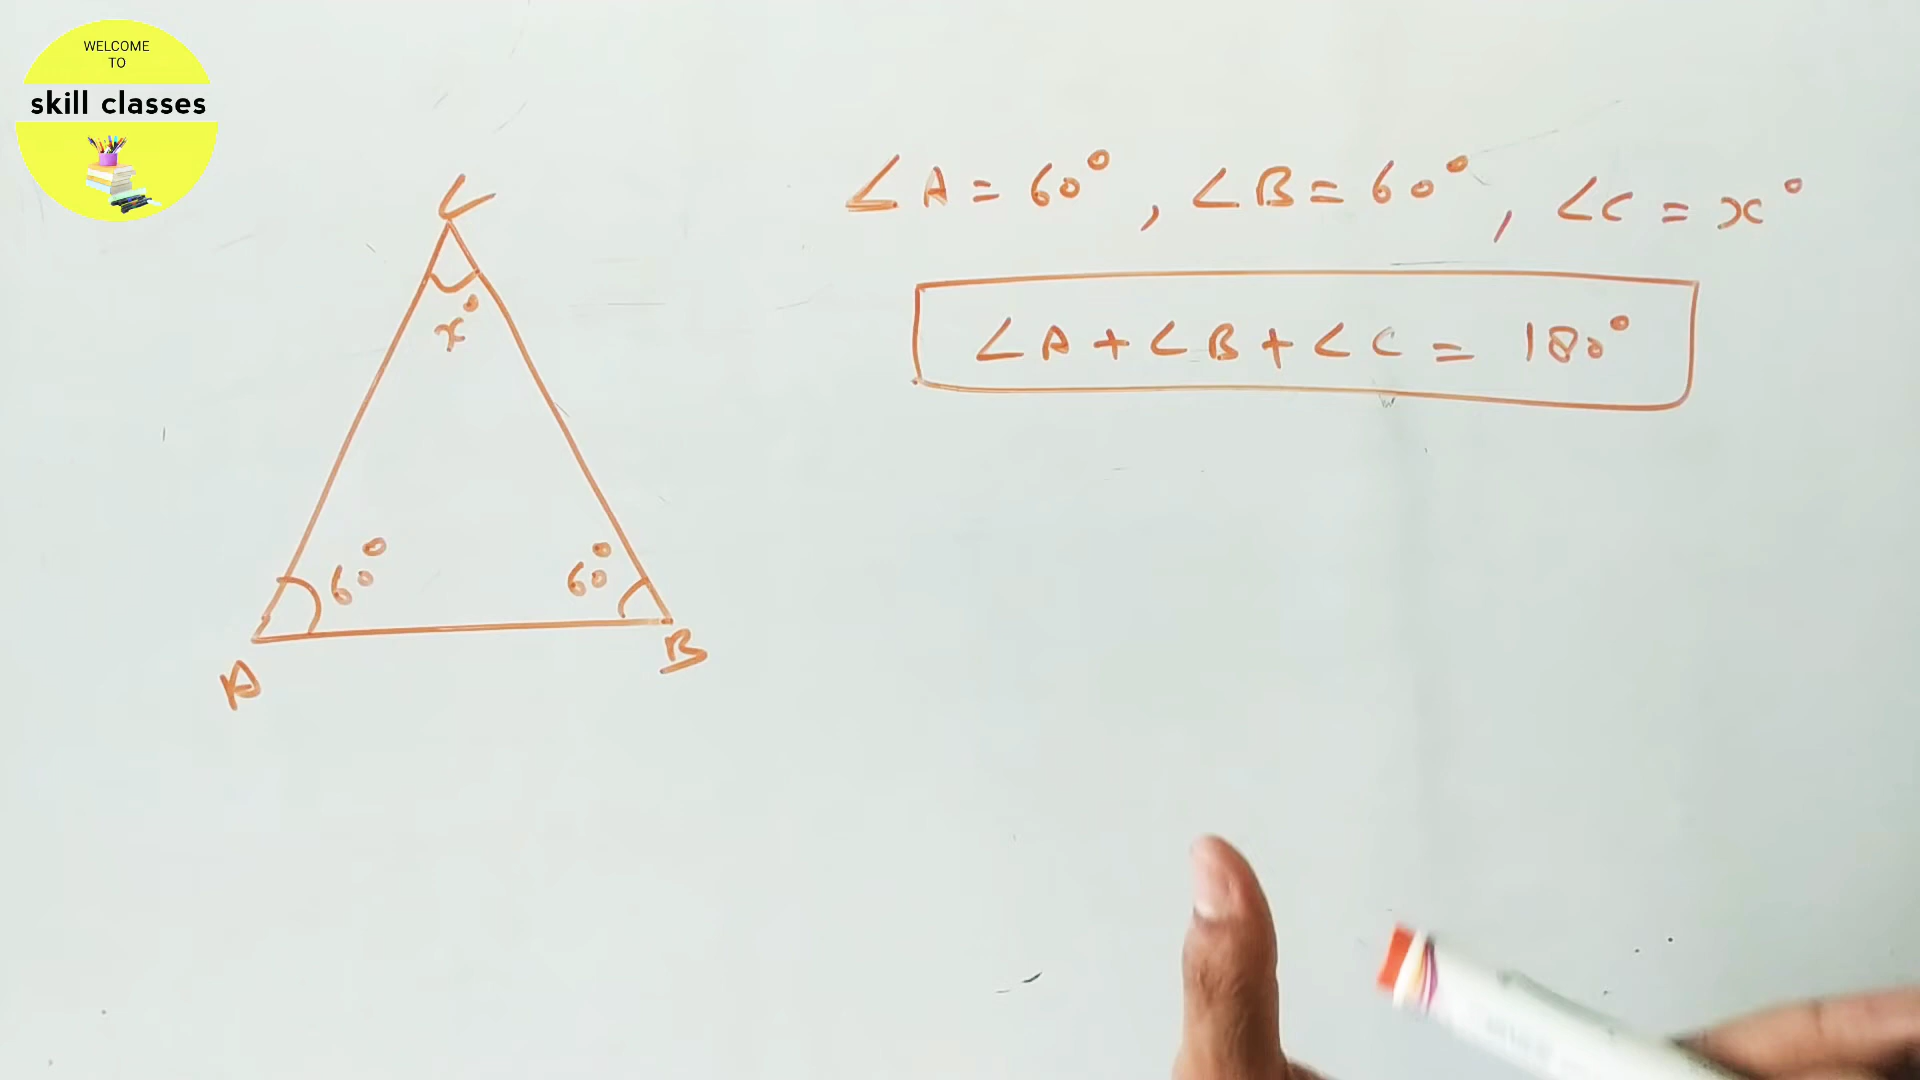 WELCOME
TO
skill classes
∠A = 60°, ∠B = 60°, ∠C = x°
∠A + ∠B + ∠C = 180°
C
x°
60°
60°
A
B